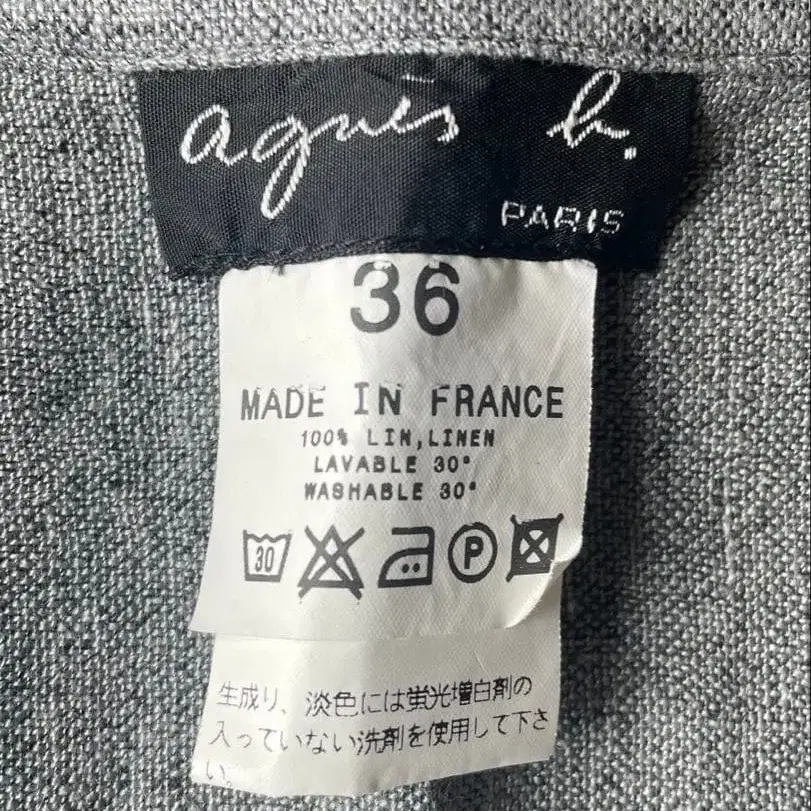 agnès b.
PARIS
36
MADE IN FRANCE
100% LIN,LINEN
LAVABLE 30°
WASHABLE 30°
30 P
生成り、淡色には蛍光増白剤の
入っていない洗剤を使用して下さ
い。